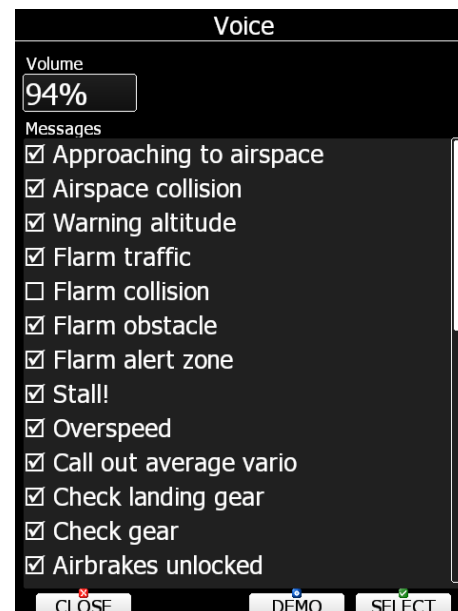 Voice
Volume
94%
Messages
Approaching to airspace
Airspace collision
Warning altitude
Flarm traffic
Flarm collision
Flarm obstacle
Flarm alert zone
Stall!
Overspeed
Call out average vario
Check landing gear
Check gear
Airbrakes unlocked
CLOSE DEMO SELECT